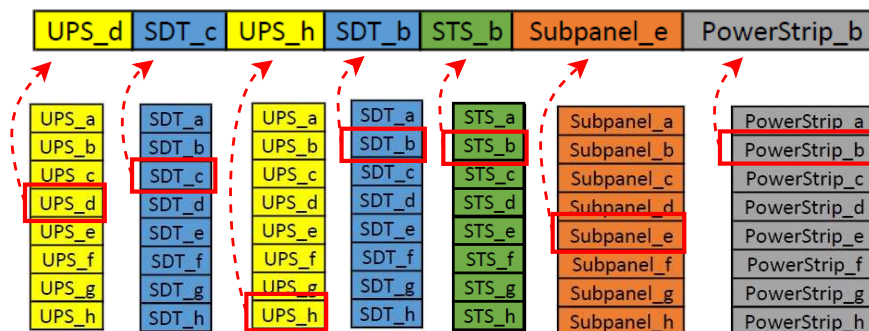 UPS_d SDT_c UPS_h SDT_b STS_b Subpanel_e PowerStrip_b
UPS_a SDT_a UPS_a SDT_a STS_a Subpanel_a PowerStrip_a
UPS_b SDT_b UPS_b SDT_b STS_b Subpanel_b PowerStrip_b
UPS_c SDT_c UPS_c SDT_c STS_c Subpanel_c PowerStrip_c
UPS_d SDT_d UPS_d SDT_d STS_d Subpanel_d PowerStrip_d
UPS_e SDT_e UPS_e SDT_e STS_e Subpanel_e PowerStrip_e
UPS_f SDT_f UPS_f SDT_f STS_f Subpanel_f PowerStrip_f
UPS_g SDT_g UPS_g SDT_g STS_g Subpanel_g PowerStrip_g
UPS_h SDT_h UPS_h SDT_h STS_h Subpanel_h PowerStrip_h